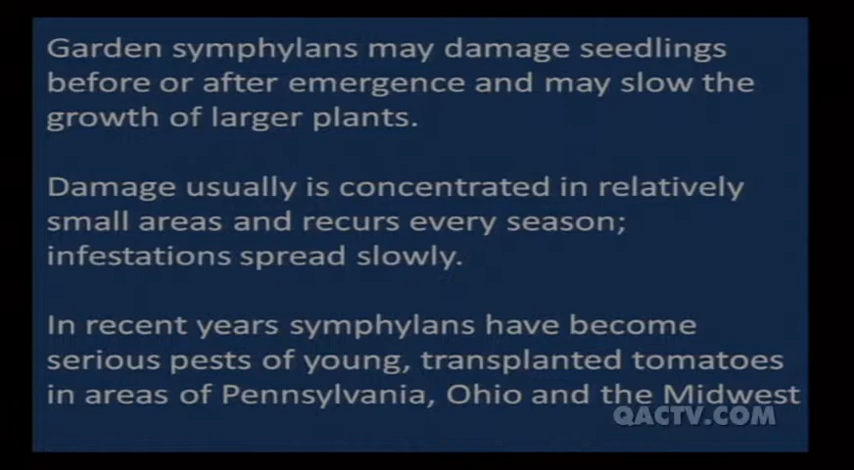 Garden symphylans may damage seedlings
before or after emergence and may slow the
growth of larger plants.
Damage usually is concentrated in relatively
small areas and recurs every season;
infestations spread slowly.
In recent years symphylans have become
serious pests of young, transplanted tomatoes
in areas of Pennsylvania, Ohio and the Midwest
QACTV.COM